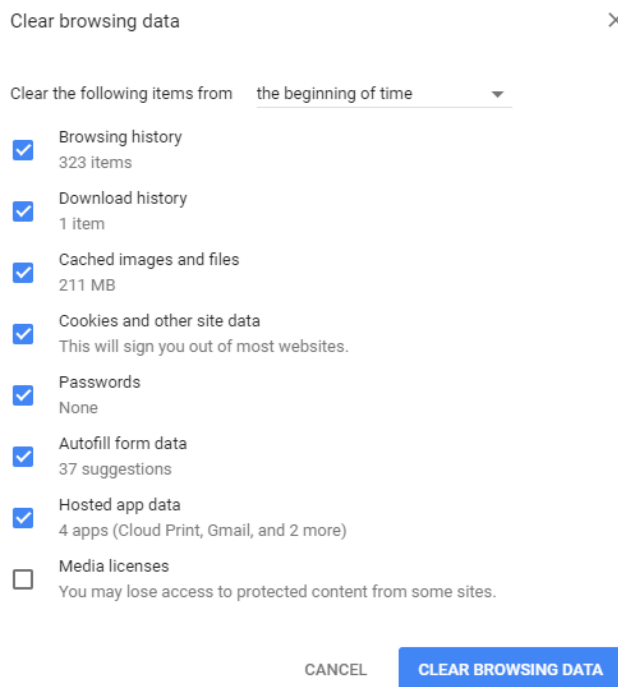 Clear browsing data
Clear the following items from the beginning of time
Browsing history
323 items
Download history
1 item
Cached images and files
211 MB
Cookies and other site data
This will sign you out of most websites.
Passwords
None
Autofill form data
37 suggestions
Hosted app data
4 apps (Cloud Print, Gmail, and 2 more)
Media licenses
You may lose access to protected content from some sites.
CANCEL CLEAR BROWSING DATA